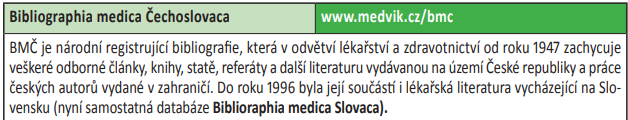 Bibliographia medica Čechoslovaca www.medvik.cz/bmc
BMČ je národní registrující bibliografie, která v odvětví lékařství a zdravotnictví od roku 1947 zachycuje
veškeré odborné články, knihy, statě, referáty a další literaturu vydávanou na území České republiky a práce
českých autorů vydané v zahraničí. Do roku 1996 byla její součástí i lékařská literatura vycházející na Slo-
vensku (nyní samostatná databáze Biblioraphia medica Slovaca).